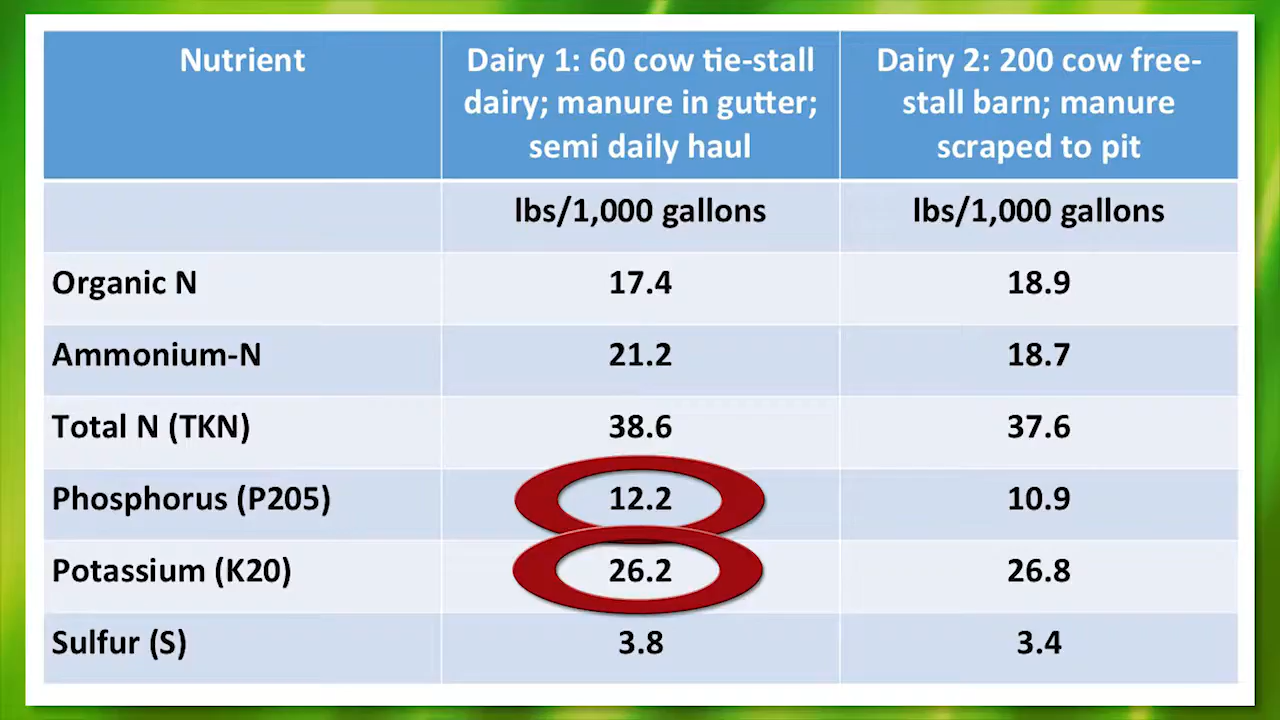 Nutrient
Dairy 1: 60 cow tie-stall
dairy; manure in gutter;
semi daily haul
Dairy 2: 200 cow free-
stall barn; manure
scraped to pit
lbs/1,000 gallons
lbs/1,000 gallons
Organic N
17.4
18.9
Ammonium-N
21.2
18.7
Total N (TKN)
38.6
37.6
Phosphorus (P205)
12.2
10.9
Potassium (K20)
26.2
26.8
Sulfur (S)
3.8
3.4